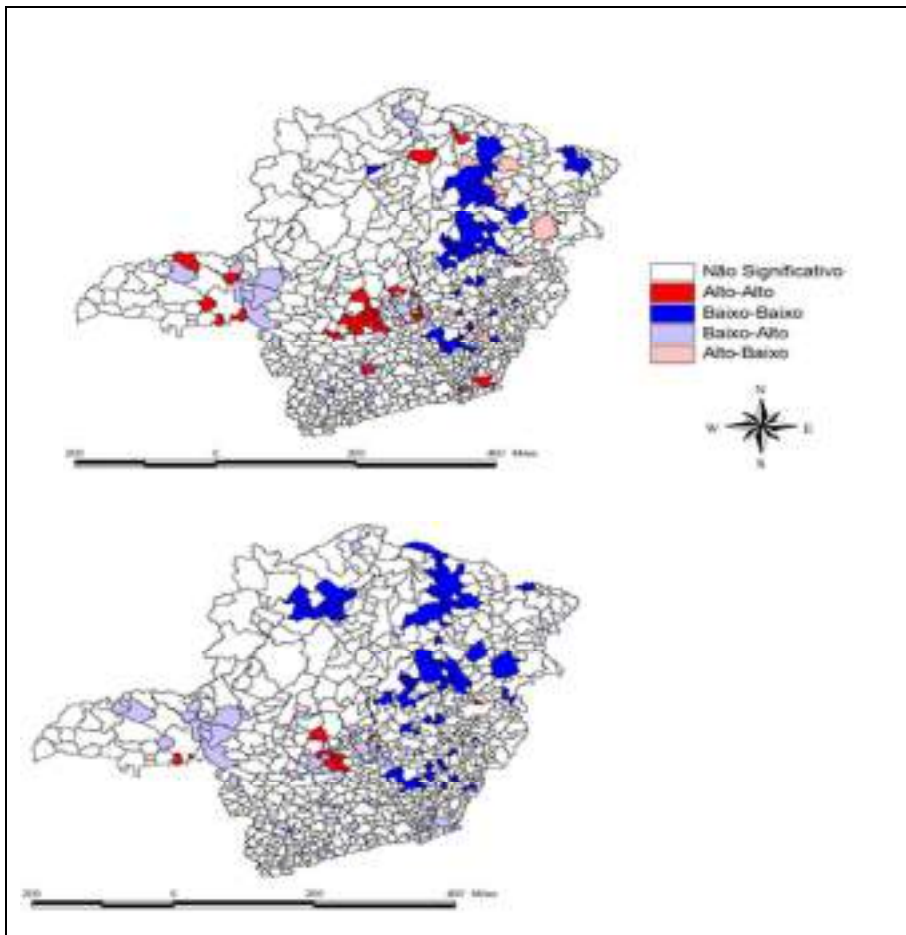 Não Significativo
Alto-Alto
Baixo-Baixo
Baixo-Alto
Alto-Baixo
N
W E
S
200 0 200 400 Miles
200 0 200 400 Miles